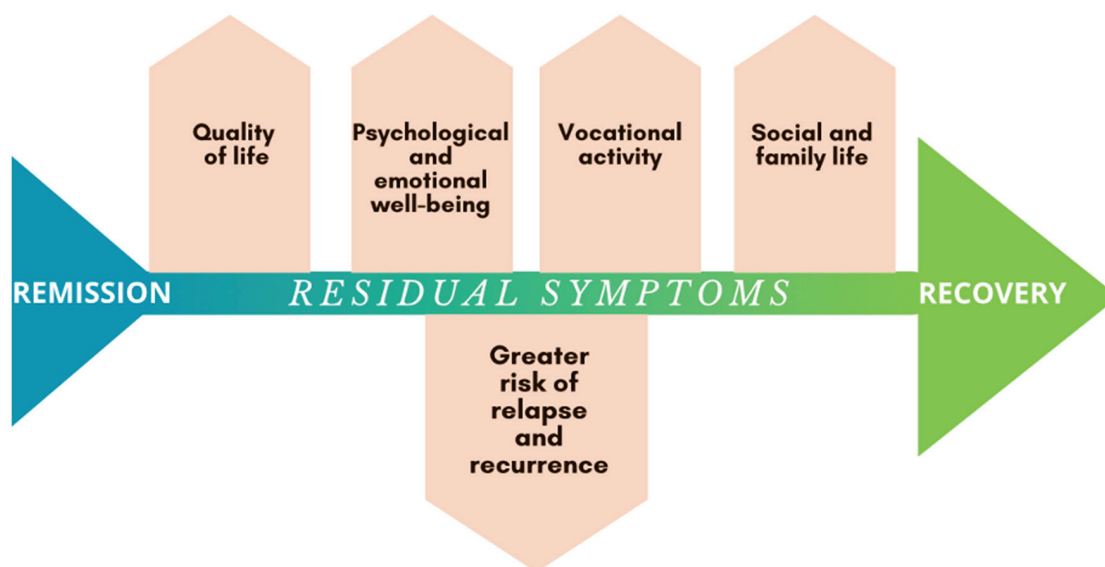 Quality
of life
Psychological
and
emotional
well-being
Vocational
activity
Social and
family life
REMISSION
RESIDUAL SYMPTOMS
RECOVERY
Greater
risk of
relapse
and
recurrence